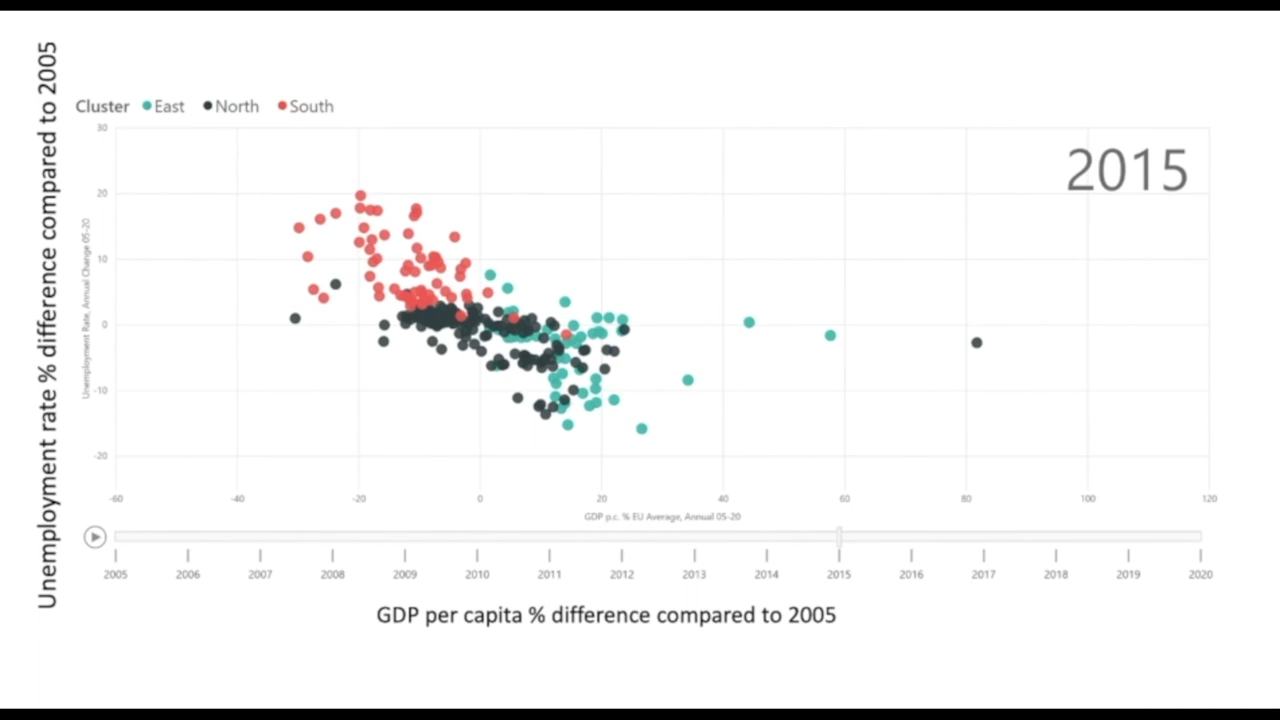 Unemployment rate % difference compared to 2005
Cluster East North South
2015
Unemployment Rate, Annual Change 05-20
30
20
10
0
-10
-20
-60 -40 -20 0 20 40 60 80 100 120
GDP p.c. % EU Average, Annual 05-20
2005 2006 2007 2008 2009 2010 2011 2012 2013 2014 2015 2016 2017 2018 2019 2020
GDP per capita % difference compared to 2005